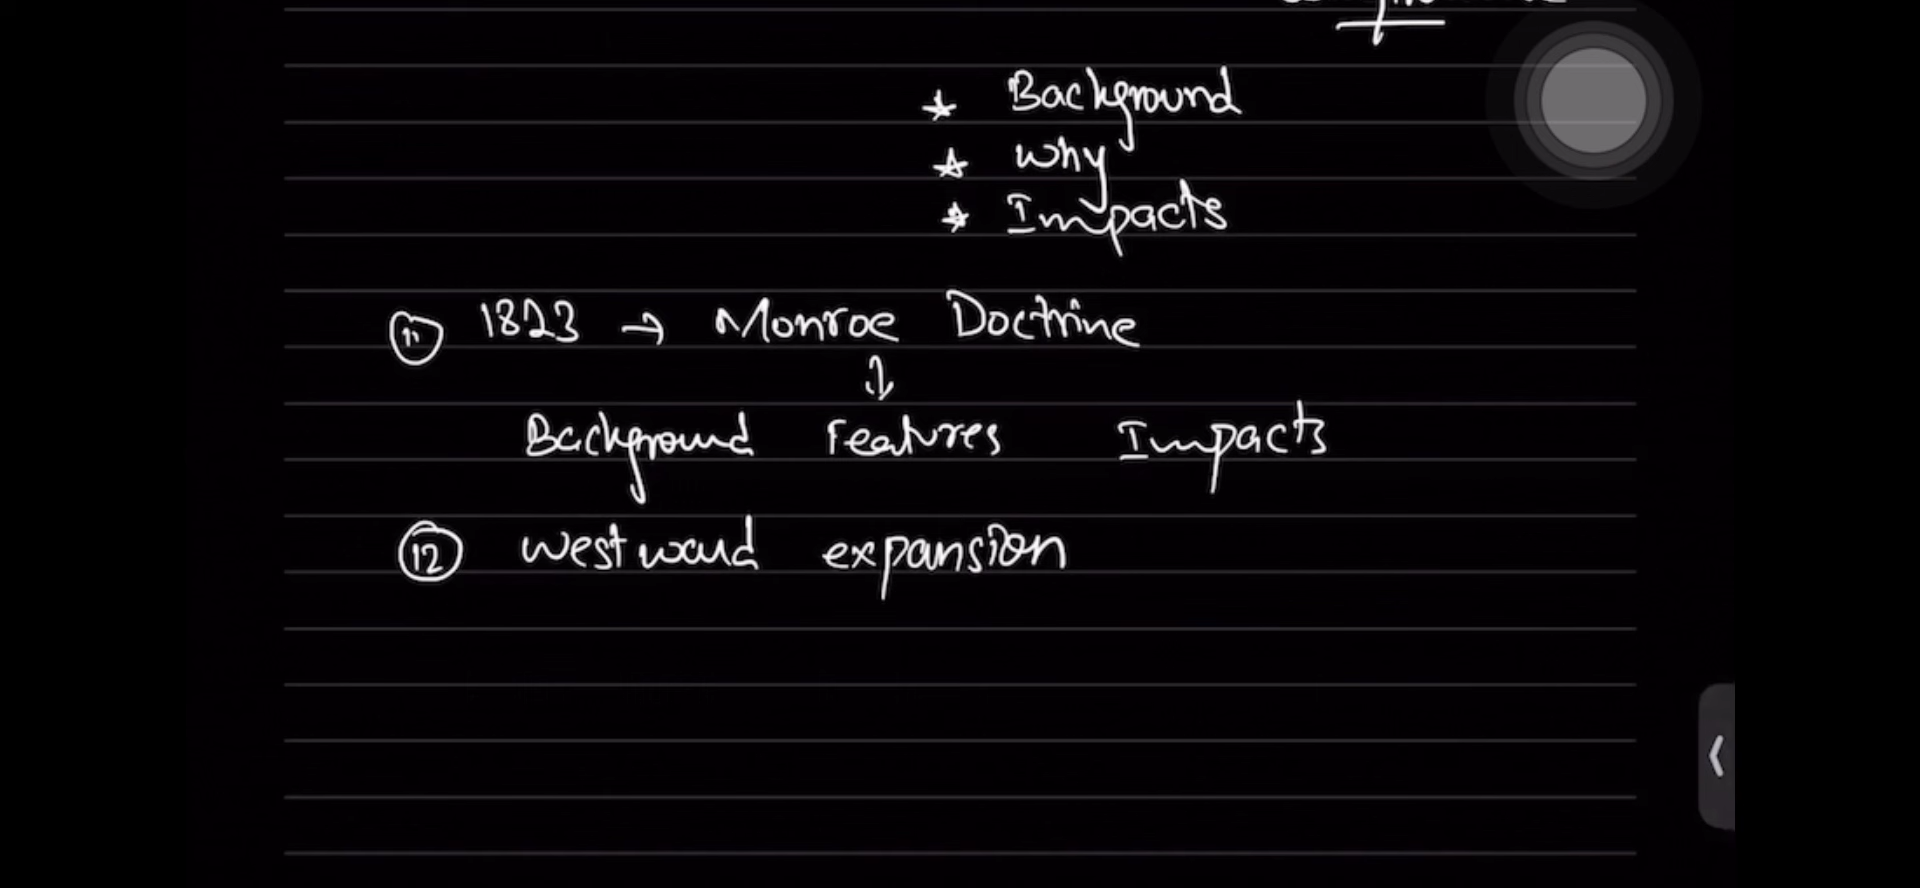 ★ Background
★ Why
★ Impacts
⑪ 1823 → Monroe Doctrine
↓
Background Features Impacts
⑫ westward expansion